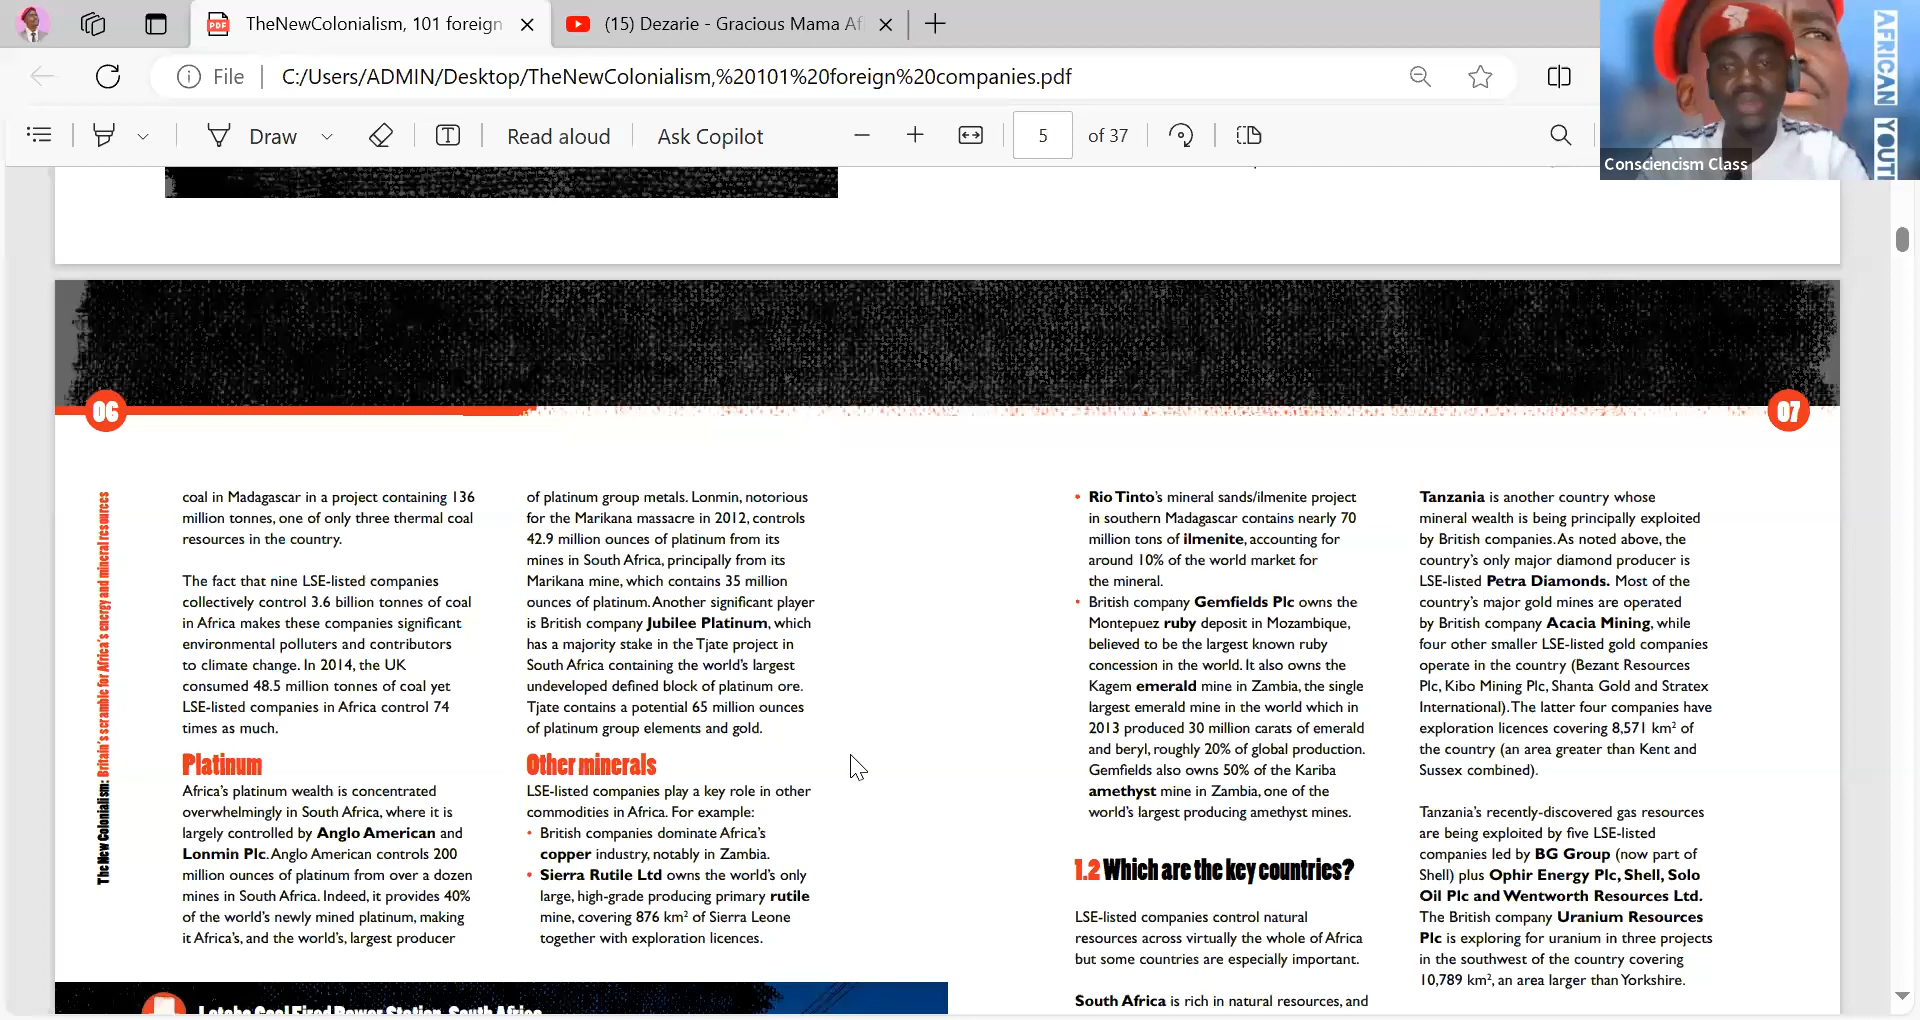 TheNewColonialism, 101 foreign
(15) Dezarie - Gracious Mama Af
File
C:/Users/ADMIN/Desktop/TheNewColonialism,%20101%20foreign%20companies.pdf
Draw
T
Read aloud
Ask Copilot
5
of 37
Consciencism Class
AFRICAN YOUT
06
07
The New Colonialism: Britain's scramble for Africa's energy and mineral resources
coal in Madagascar in a project containing 136
million tonnes, one of only three thermal coal
resources in the country.
The fact that nine LSE-listed companies
collectively control 3.6 billion tonnes of coal
in Africa makes these companies significant
environmental polluters and contributors
to climate change. In 2014, the UK
consumed 48.5 million tonnes of coal yet
LSE-listed companies in Africa control 74
times as much.
Platinum
Africa's platinum wealth is concentrated
overwhelmingly in South Africa, where it is
largely controlled by Anglo American and
Lonmin Plc. Anglo American controls 200
million ounces of platinum from over a dozen
mines in South Africa. Indeed, it provides 40%
of the world's newly mined platinum, making
it Africa's, and the world's, largest producer
of platinum group metals. Lonmin, notorious
for the Marikana massacre in 2012, controls
42.9 million ounces of platinum from its
mines in South Africa, principally from its
Marikana mine, which contains 35 million
ounces of platinum. Another significant player
is British company Jubilee Platinum, which
has a majority stake in the Tjate project in
South Africa containing the world's largest
undeveloped defined block of platinum ore.
Tjate contains a potential 65 million ounces
of platinum group elements and gold.
Other minerals
LSE-listed companies play a key role in other
commodities in Africa. For example:
• British companies dominate Africa's
copper industry, notably in Zambia.
• Sierra Rutile Ltd owns the world's only
large, high-grade producing primary rutile
mine, covering 876 km² of Sierra Leone
together with exploration licences.
Letabo Coal Fired Power Station, South Africa
• Rio Tinto's mineral sands/ilmenite project
in southern Madagascar contains nearly 70
million tons of ilmenite, accounting for
around 10% of the world market for
the mineral.
• British company Gemfields Plc owns the
Montepuez ruby deposit in Mozambique,
believed to be the largest known ruby
concession in the world. It also owns the
Kagem emerald mine in Zambia, the single
largest emerald mine in the world which in
2013 produced 30 million carats of emerald
and beryl, roughly 20% of global production.
Gemfields also owns 50% of the Kariba
amethyst mine in Zambia, one of the
world's largest producing amethyst mines.
1.2 Which are the key countries?
LSE-listed companies control natural
resources across virtually the whole of Africa
but some countries are especially important.
South Africa is rich in natural resources, and
Tanzania is another country whose
mineral wealth is being principally exploited
by British companies. As noted above, the
country's only major diamond producer is
LSE-listed Petra Diamonds. Most of the
country's major gold mines are operated
by British company Acacia Mining, while
four other smaller LSE-listed gold companies
operate in the country (Bezant Resources
Plc, Kibo Mining Plc, Shanta Gold and Stratex
International). The latter four companies have
exploration licences covering 8,571 km² of
the country (an area greater than Kent and
Sussex combined).
Tanzania's recently-discovered gas resources
are being exploited by five LSE-listed
companies led by BG Group (now part of
Shell) plus Ophir Energy Plc, Shell, Solo
Oil Plc and Wentworth Resources Ltd.
The British company Uranium Resources
Plc is exploring for uranium in three projects
in the southwest of the country covering
10,789 km², an area larger than Yorkshire.